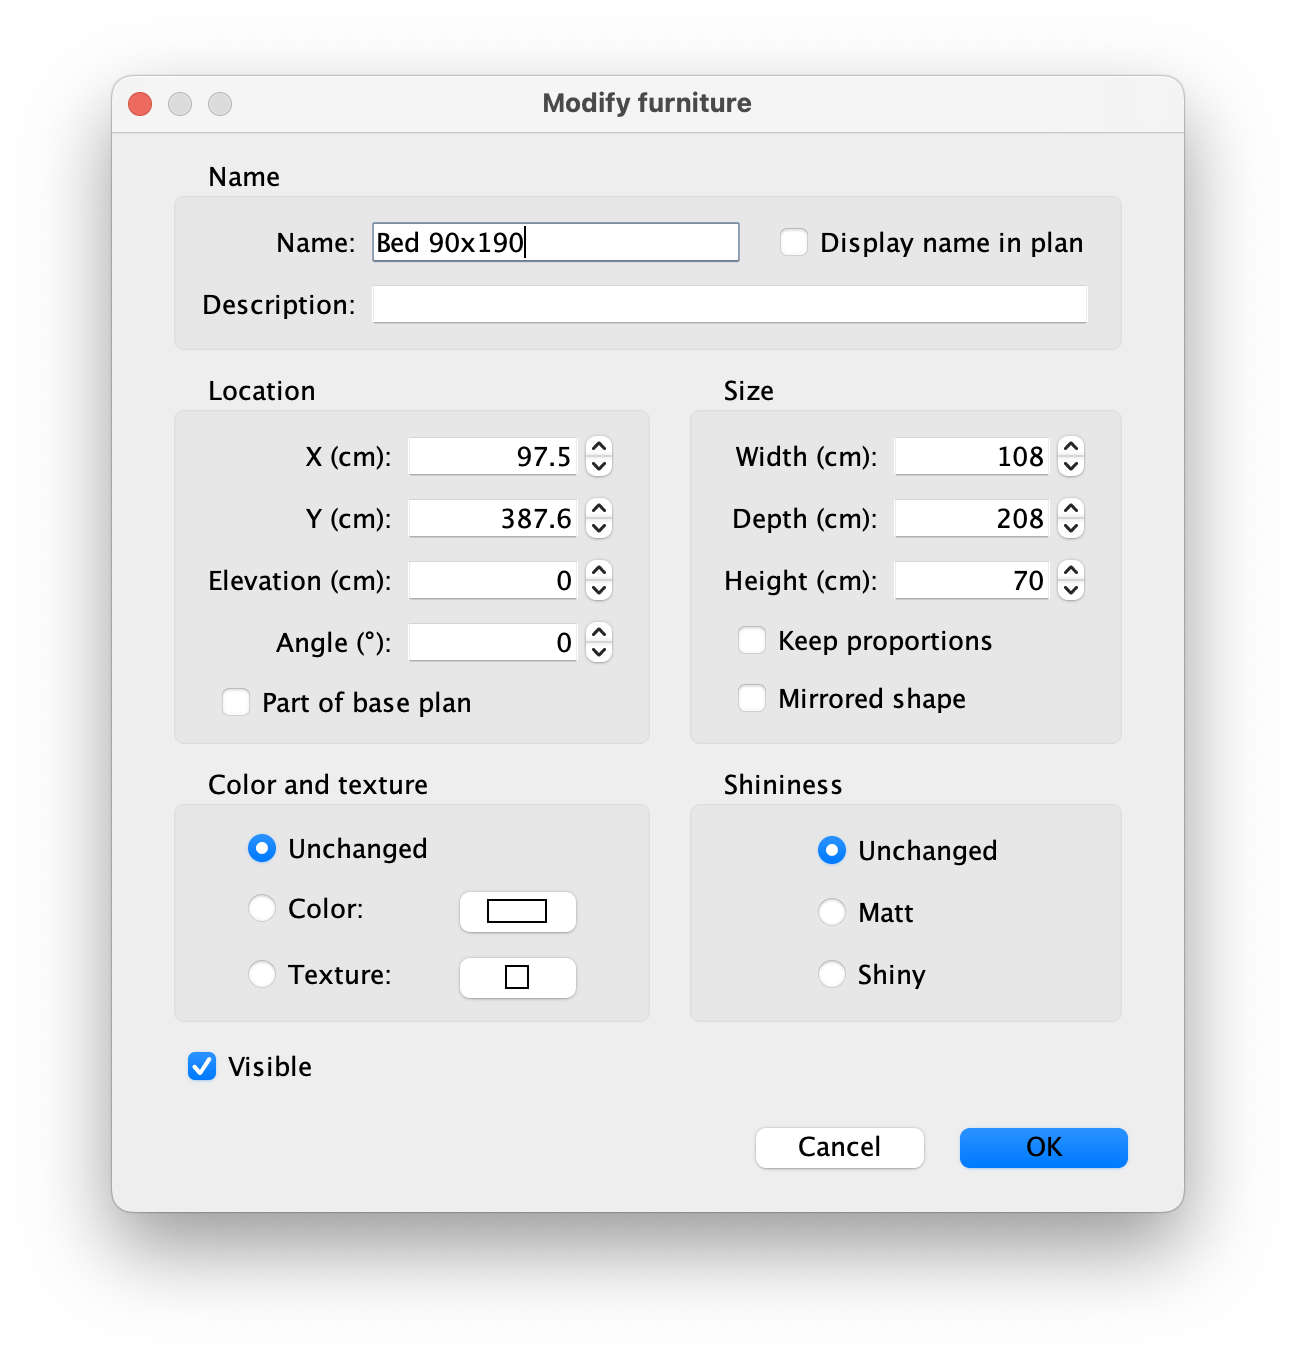 Modify furniture
Name
Name: Bed 90x190 Display name in plan
Description:
Location
X (cm): 97.5
Y (cm): 387.6
Elevation (cm): 0
Angle (°): 0
Part of base plan
Size
Width (cm): 108
Depth (cm): 208
Height (cm): 70
Keep proportions
Mirrored shape
Color and texture
Unchanged
Color:
Texture:
Shininess
Unchanged
Matt
Shiny
Visible
Cancel OK